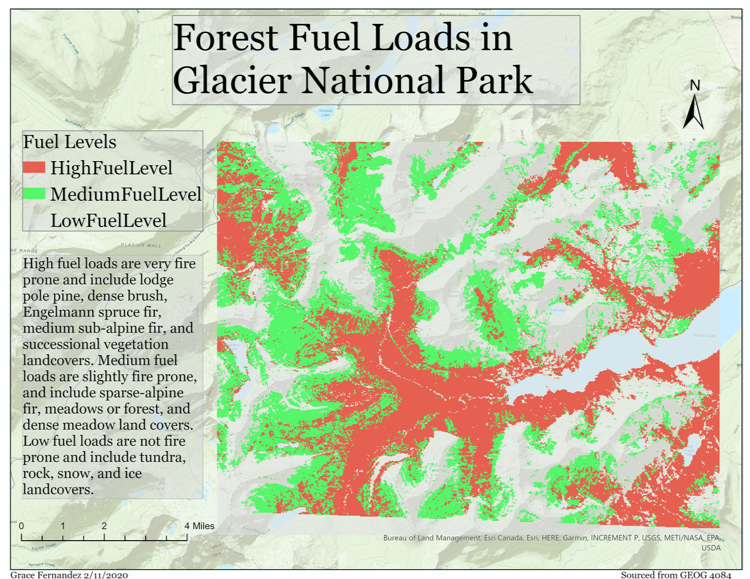 Forest Fuel Loads in
Glacier National Park
N
Fuel Levels
HighFuelLevel
MediumFuelLevel
LowFuelLevel
GLACIER WALL
High fuel loads are very fire
prone and include lodge
pole pine, dense brush,
Engelmann spruce fir,
medium sub-alpine fir, and
successional vegetation
landcovers. Medium fuel
loads are slightly fire prone,
and include sparse-alpine
fir, meadows or forest, and
dense meadow land covers.
Low fuel loads are not fire
prone and include tundra,
rock, snow, and ice
landcovers.
0 1 2 4 Miles
Bureau of Land Management, Esri Canada, Esri, HERE, Garmin, INCREMENT P, USGS, METI/NASA, EPA,
USDA
Grace Fernandez 2/11/2020
Sourced from GEOG 4084